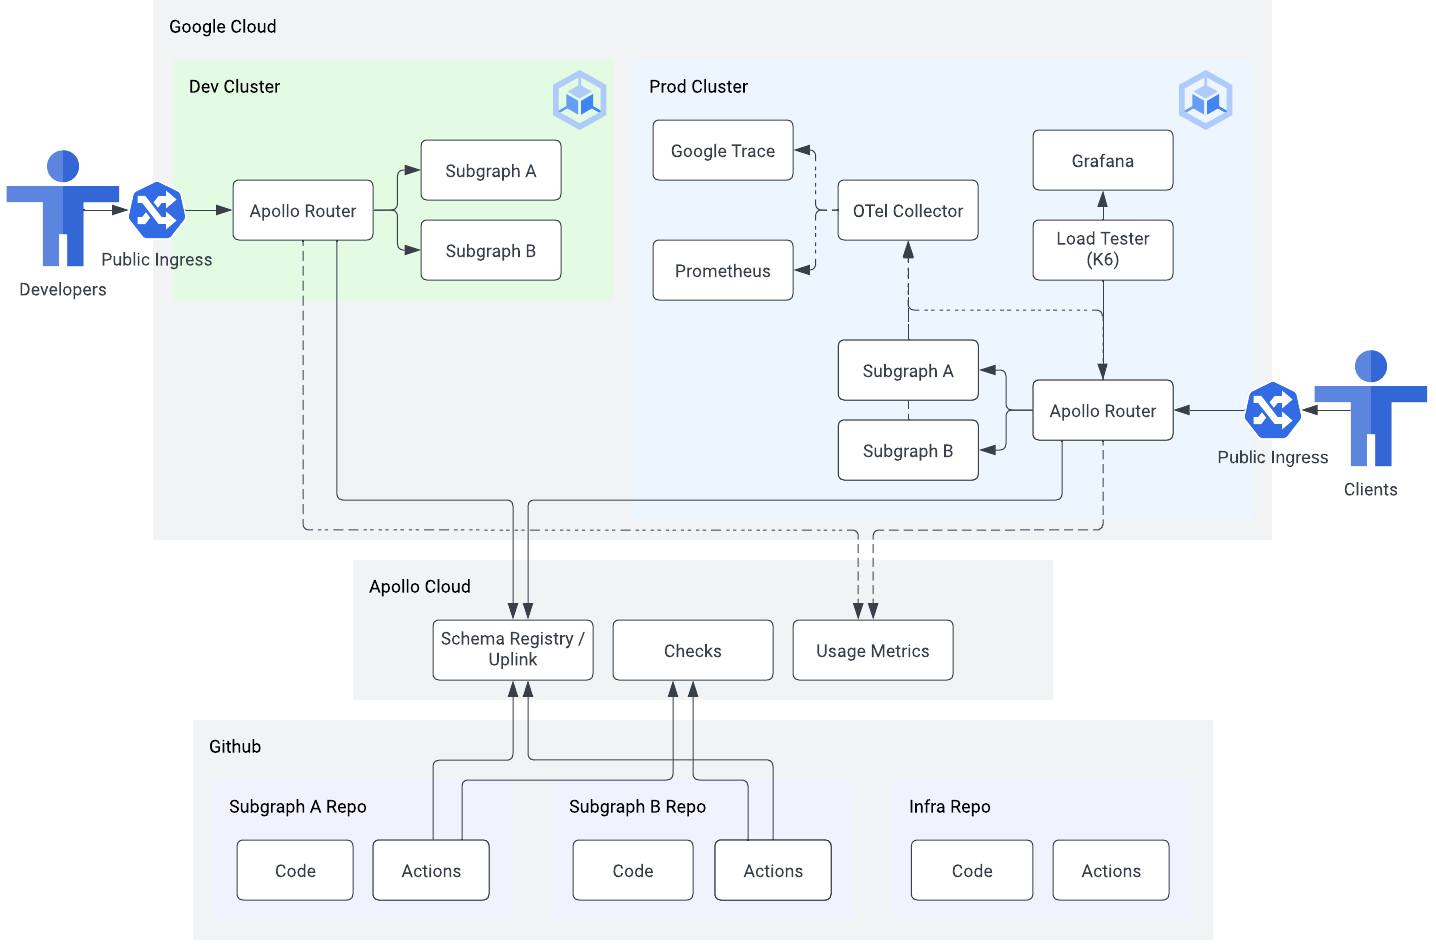 Google Cloud
Dev Cluster
Prod Cluster
Google Trace
Grafana
Subgraph A
Apollo Router
OTel Collector
Load Tester
(K6)
Subgraph B
Public Ingress
Prometheus
Developers
Subgraph A
Apollo Router
Subgraph B
Public Ingress
Clients
Apollo Cloud
Schema Registry /
Uplink
Checks
Usage Metrics
Github
Subgraph A Repo
Subgraph B Repo
Infra Repo
Code
Actions
Code
Actions
Code
Actions